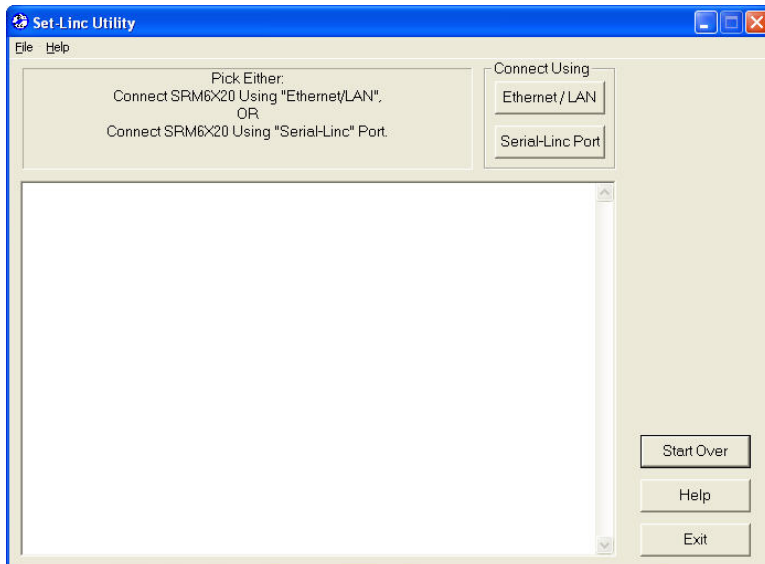 Set-Linc Utility
File Help
Pick Either:
Connect SRM6X20 Using "Ethernet/LAN",
OR
Connect SRM6X20 Using "Serial-Linc" Port.
Connect Using
Ethernet / LAN
Serial-Linc Port
Start Over
Help
Exit